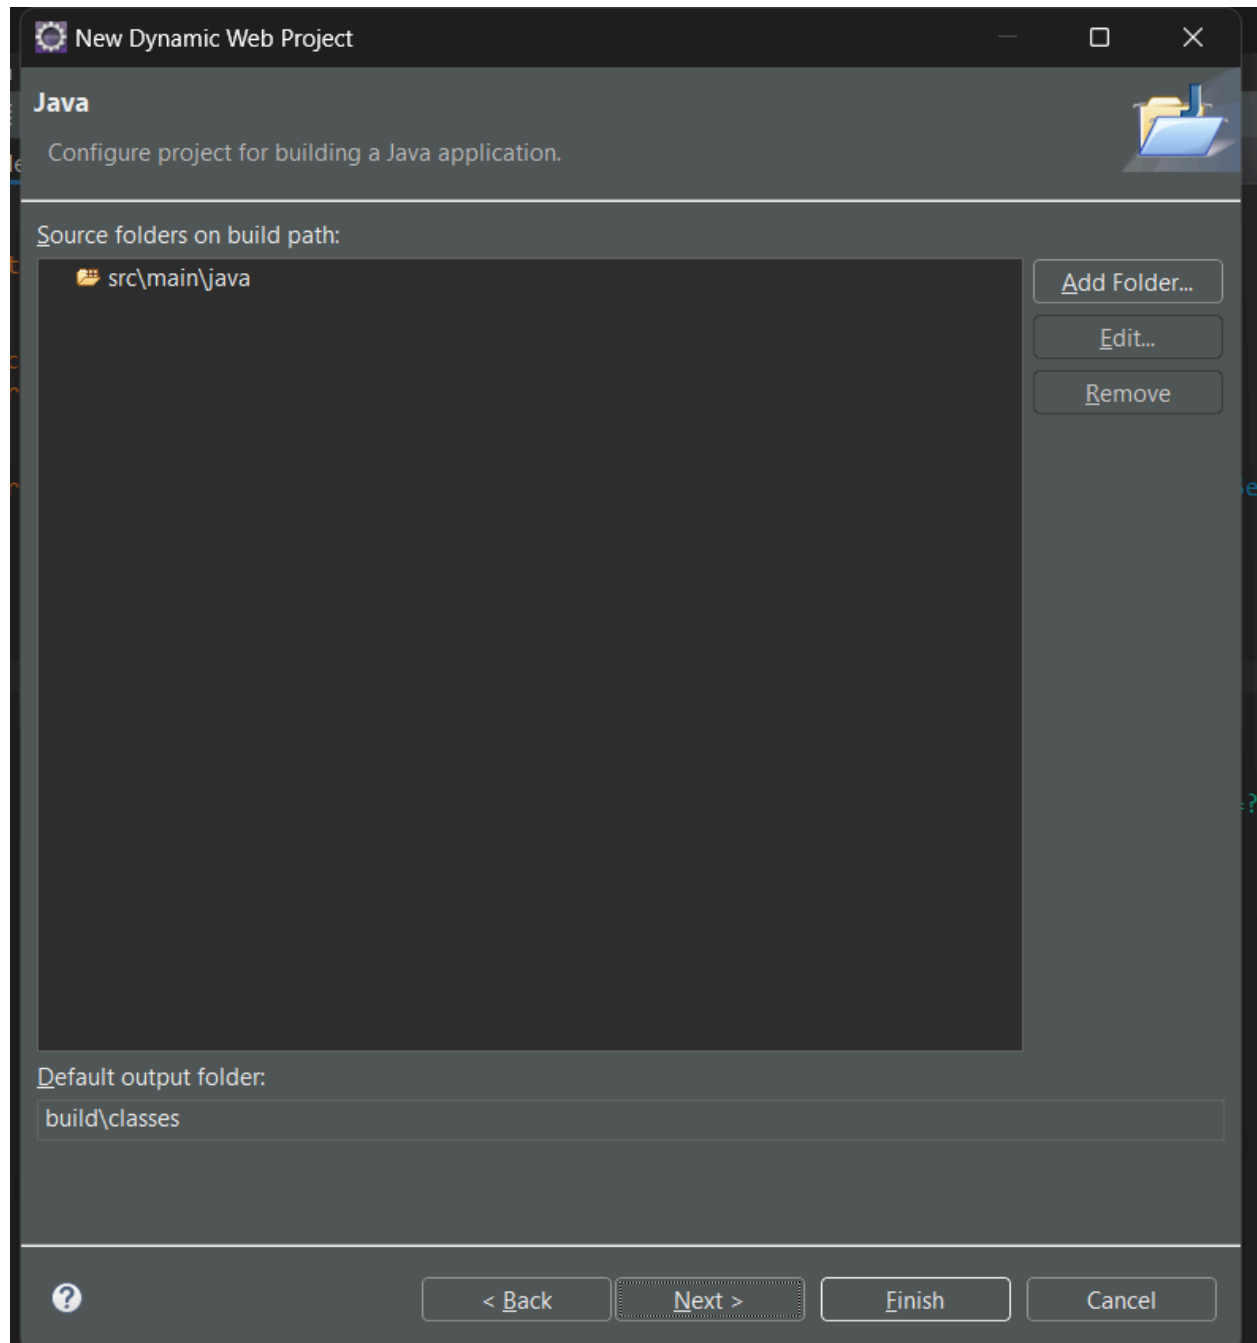 New Dynamic Web Project
Java
Configure project for building a Java application.
Source folders on build path:
src\main\java
Add Folder...
Edit...
Remove
Default output folder:
build\classes
?
< Back
Next >
Finish
Cancel